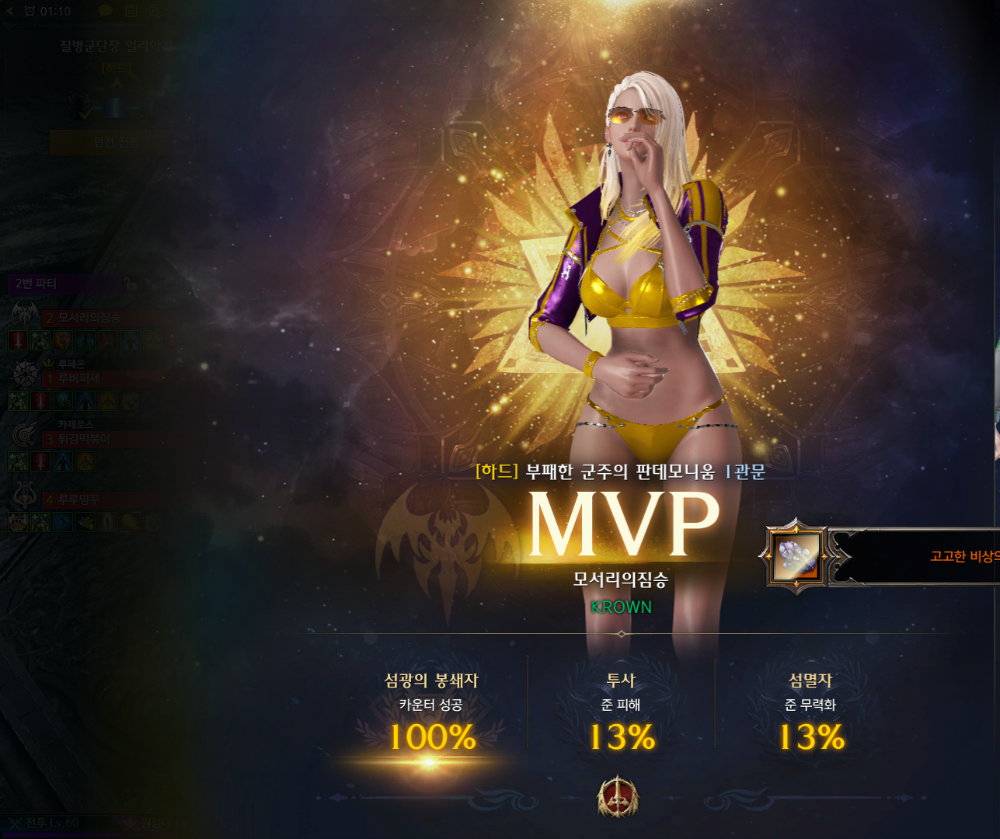 01:10
질병군단장 일리아칸
[하드]
던전 진행
2번 파티
2 모서리의짐승
루페온
1 루비퍼세
카제로스
3 튀김떡볶이
4 루루밍꾸
[하드] 부패한 군주의 판데모니움 1관문
MVP
모서리의짐승
KROWN
고고한 비상의
섬광의 봉쇄자
카운터 성공
100%
투사
준 피해
13%
섬멸자
준 무력화
13%
전투 Lv.60